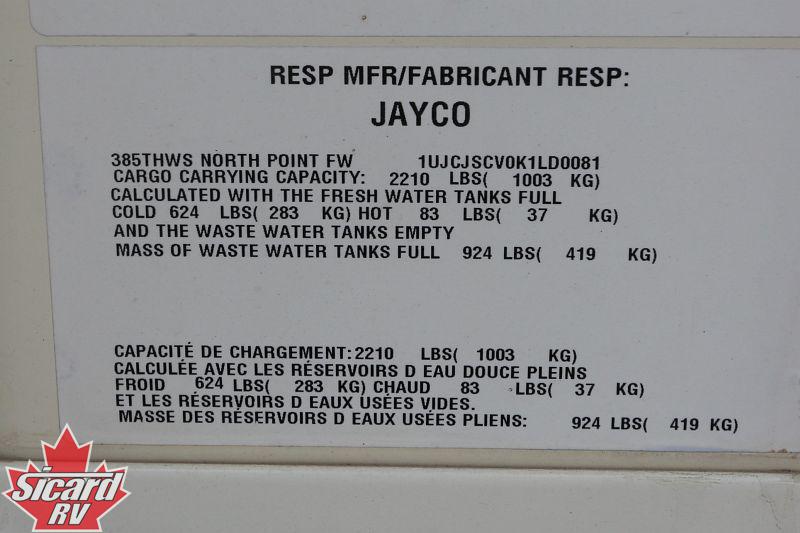 RESP MFR/FABRICANT RESP:
JAYCO
385THWS NORTH POINT FW 1UJCJSCV0K1LD0081
CARGO CARRYING CAPACITY: 2210 LBS( 1003 KG)
CALCULATED WITH THE FRESH WATER TANKS FULL
COLD 624 LBS( 283 KG) HOT 83 LBS( 37 KG)
AND THE WASTE WATER TANKS EMPTY
MASS OF WASTE WATER TANKS FULL 924 LBS( 419 KG)
CAPACITÉ DE CHARGEMENT: 2210 LBS( 1003 KG)
CALCULÉE AVEC LES RÉSERVOIRS D EAU DOUCE PLEINS
FROID 624 LBS( 283 KG) CHAUD 83 LBS( 37 KG)
ET LES RÉSERVOIRS D EAUX USÉES VIDES.
MASSE DES RÉSERVOIRS D EAUX USÉES PLIENS: 924 LBS( 419 KG)
Sicard
RV